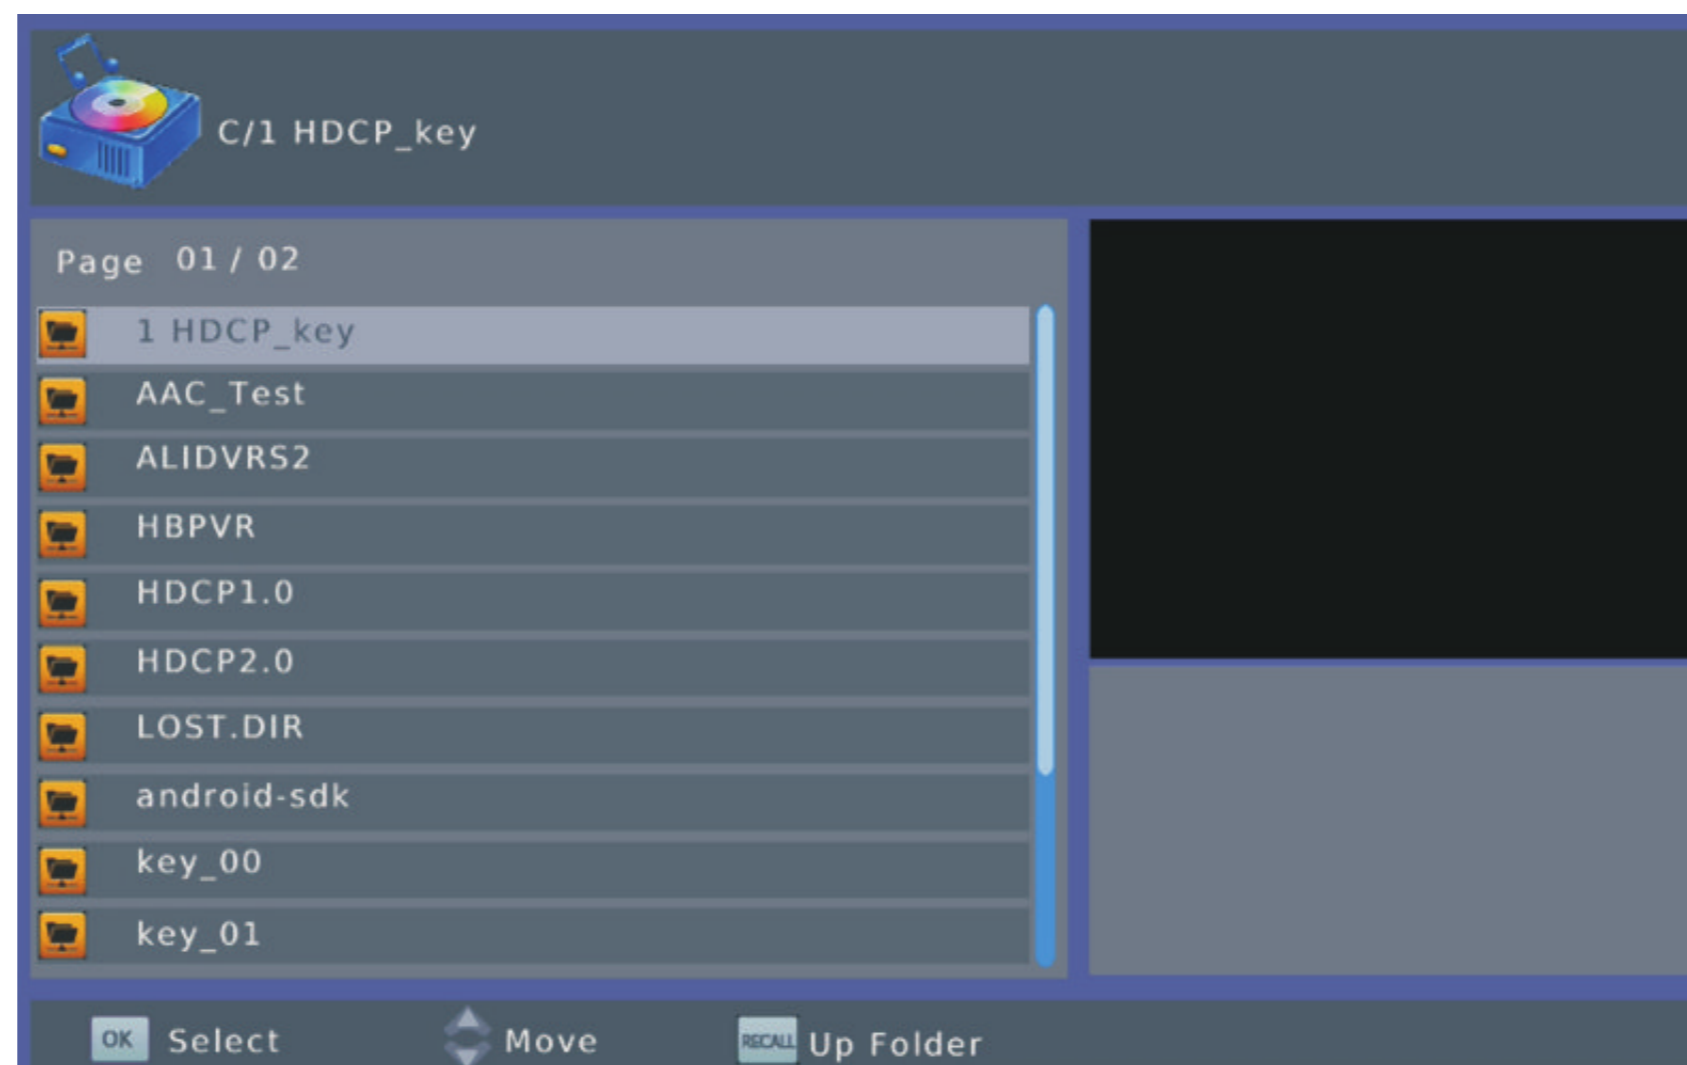 C/1 HDCP_key
Page 01 / 02
1 HDCP_key
AAC_Test
ALIDVRS2
HBPVR
HDCP1.0
HDCP2.0
LOST.DIR
android-sdk
key_00
key_01
OK Select Move RECALL Up Folder